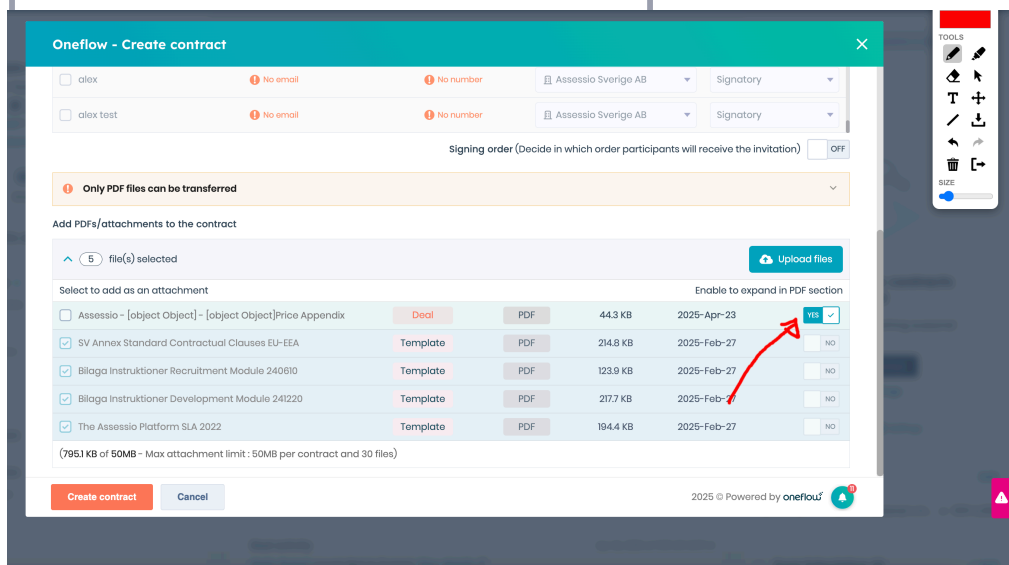 Oneflow - Create contract
TOOLS
alex No email No number Assessio Sverige AB Signatory
alex test No email No number Assessio Sverige AB Signatory
Signing order (Decide in which order participants will receive the invitation) OFF
SIZE
Only PDF files can be transferred
Add PDFs/attachments to the contract
5 file(s) selected Upload files
Select to add as an attachment Enable to expand in PDF section
Assessio - [object Object] - [object Object]Price Appendix Deal PDF 44.3 KB 2025-Apr-23 YES
SV Annex Standard Contractual Clauses EU-EEA Template PDF 214.8 KB 2025-Feb-27 NO
Bilaga Instruktioner Recruitment Module 240610 Template PDF 123.9 KB 2025-Feb-27 NO
Bilaga Instruktioner Development Module 241220 Template PDF 217.7 KB 2025-Feb-27 NO
The Assessio Platform SLA 2022 Template PDF 194.4 KB 2025-Feb-27 NO
(795.1 KB of 50MB - Max attachment limit : 50MB per contract and 30 files)
Create contract Cancel 2025 © Powered by oneflow